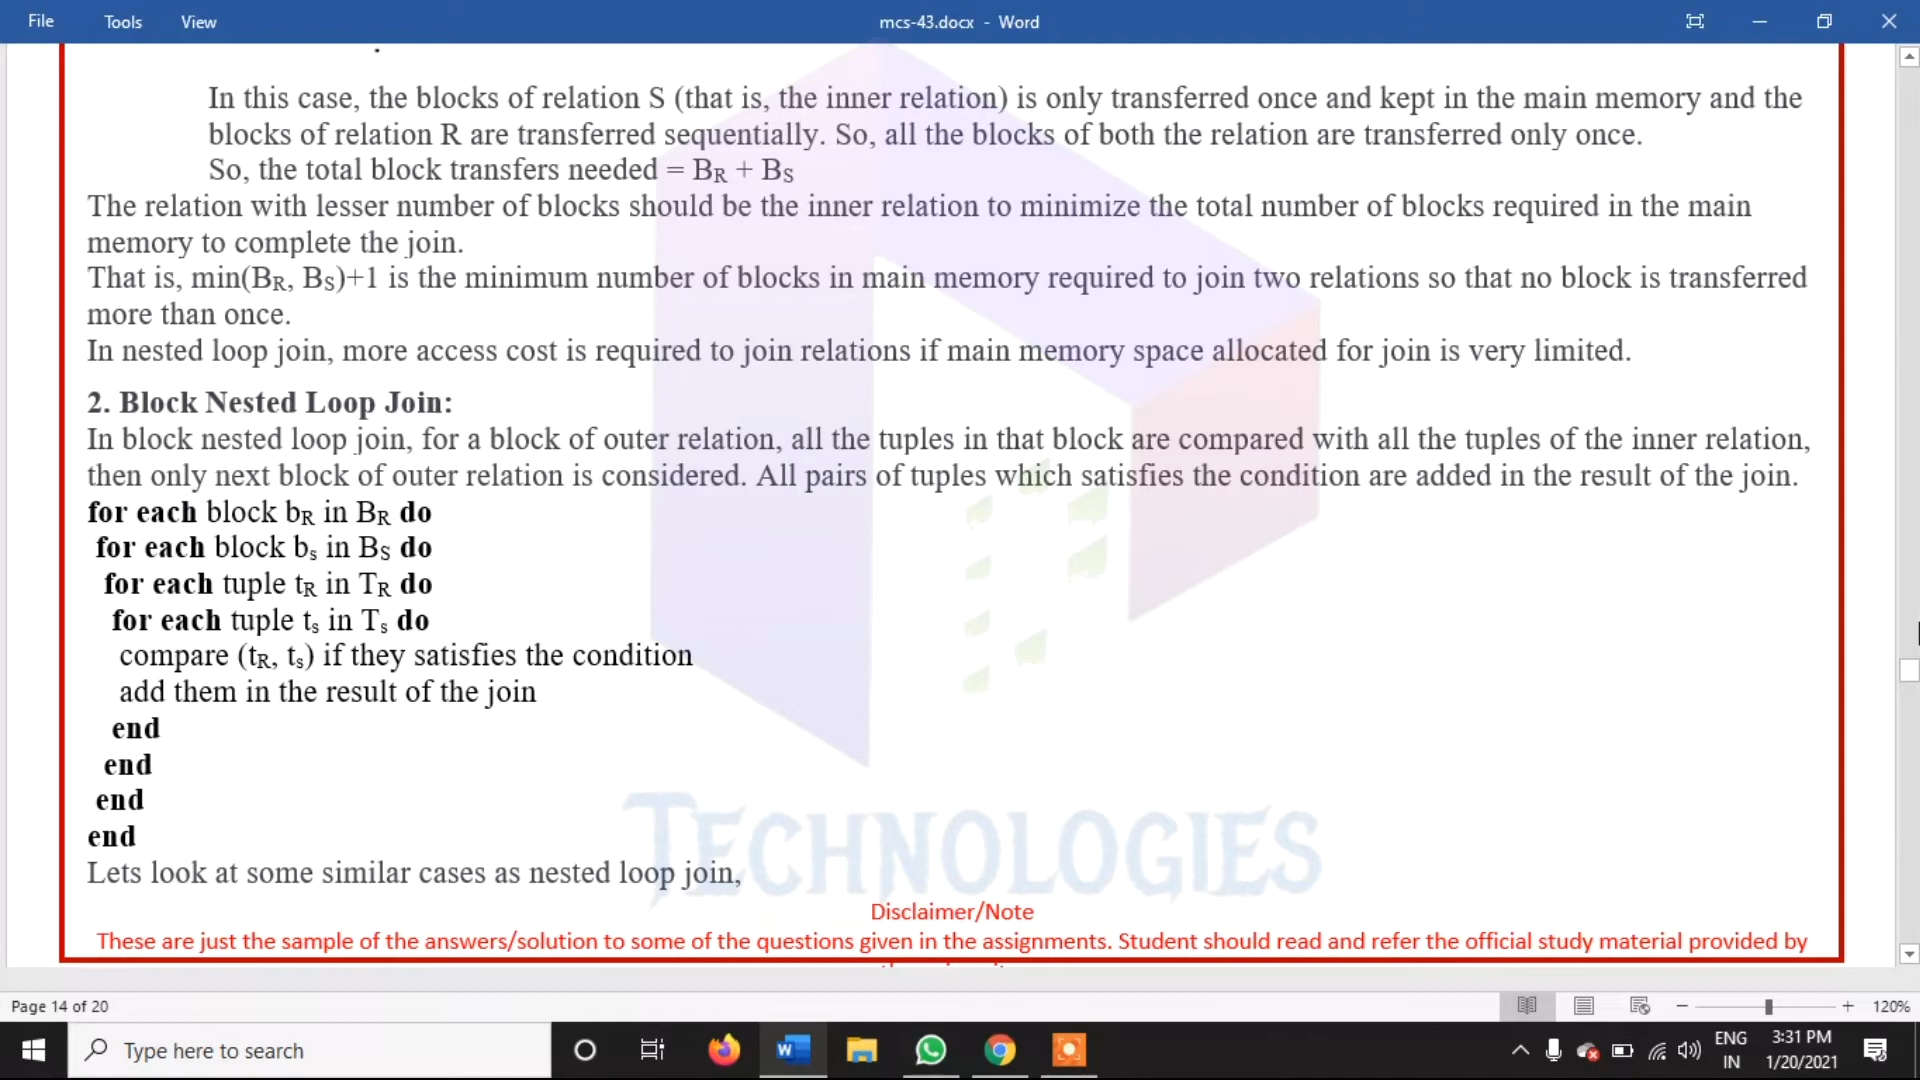 File Tools View mcs-43.docx - Word
In this case, the blocks of relation S (that is, the inner relation) is only transferred once and kept in the main memory and the
blocks of relation R are transferred sequentially. So, all the blocks of both the relation are transferred only once.
So, the total block transfers needed = BR + BS
The relation with lesser number of blocks should be the inner relation to minimize the total number of blocks required in the main
memory to complete the join.
That is, min(BR, BS)+1 is the minimum number of blocks in main memory required to join two relations so that no block is transferred
more than once.
In nested loop join, more access cost is required to join relations if main memory space allocated for join is very limited.
2. Block Nested Loop Join:
In block nested loop join, for a block of outer relation, all the tuples in that block are compared with all the tuples of the inner relation,
then only next block of outer relation is considered. All pairs of tuples which satisfies the condition are added in the result of the join.
for each block bR in BR do
for each block bs in BS do
for each tuple tR in TR do
for each tuple ts in Ts do
compare (tR, ts) if they satisfies the condition
add them in the result of the join
end
end
end
end
TECHNOLOGIES
Lets look at some similar cases as nested loop join,
Disclaimer/Note
These are just the sample of the answers/solution to some of the questions given in the assignments. Student should read and refer the official study material provided by
Page 14 of 20 120%
Type here to search
ENG 3:31 PM
IN 1/20/2021